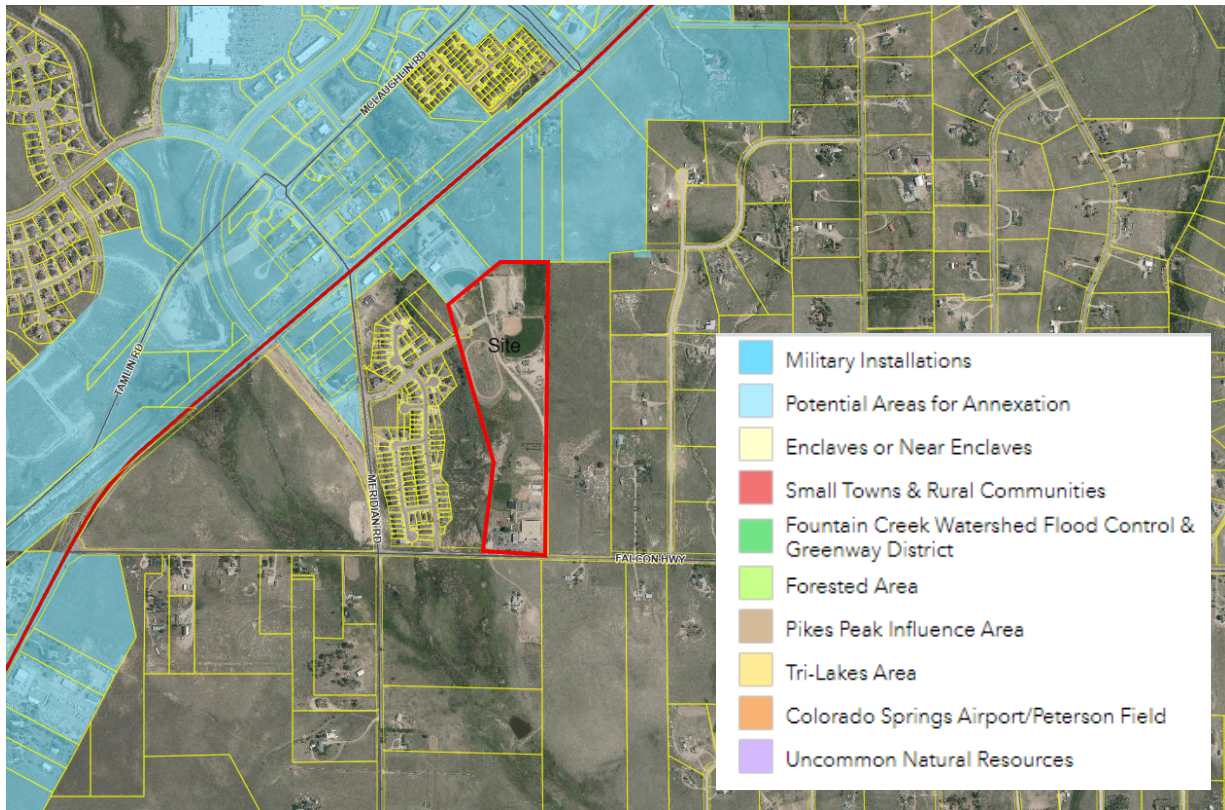 MCLAUGHLIN RD
TAMLIN RD
Site
MERIDIAN RD
FALCON HWY
Military Installations
Potential Areas for Annexation
Enclaves or Near Enclaves
Small Towns & Rural Communities
Fountain Creek Watershed Flood Control &
Greenway District
Forested Area
Pikes Peak Influence Area
Tri-Lakes Area
Colorado Springs Airport/Peterson Field
Uncommon Natural Resources